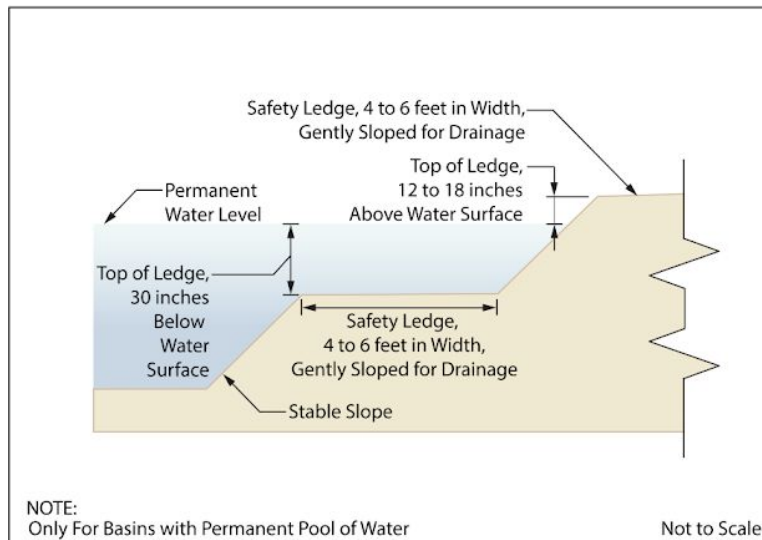 Safety Ledge, 4 to 6 feet in Width,
Gently Sloped for Drainage
Top of Ledge,
12 to 18 inches
Above Water Surface
Permanent
Water Level
Top of Ledge,
30 inches
Below
Water
Surface
Safety Ledge,
4 to 6 feet in Width,
Gently Sloped for Drainage
Stable Slope
NOTE:
Only For Basins with Permanent Pool of Water
Not to Scale